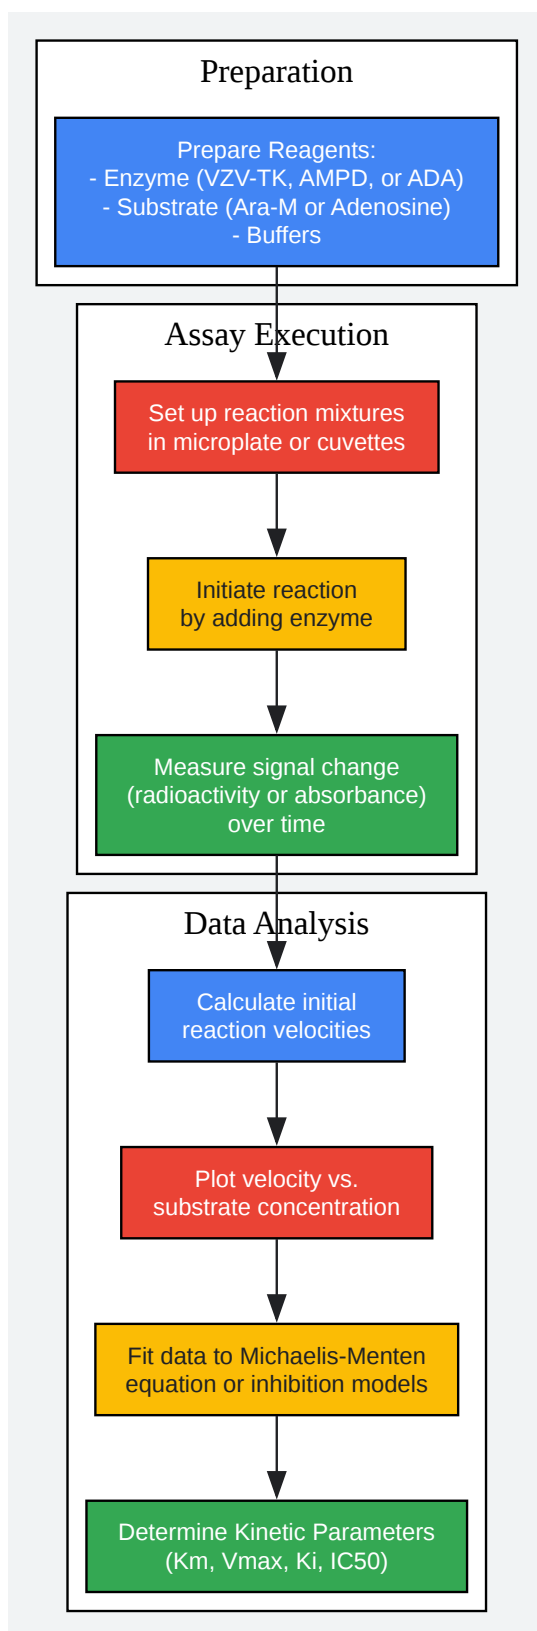 Preparation
Prepare Reagents:
- Enzyme (VZV-TK, AMPD, or ADA)
- Substrate (Ara-M or Adenosine)
- Buffers
Assay Execution
Set up reaction mixtures
in microplate or cuvettes
Initiate reaction
by adding enzyme
Measure signal change
(radioactivity or absorbance)
over time
Data Analysis
Calculate initial
reaction velocities
Plot velocity vs.
substrate concentration
Fit data to Michaelis-Menten
equation or inhibition models
Determine Kinetic Parameters
(Km, Vmax, Ki, IC50)